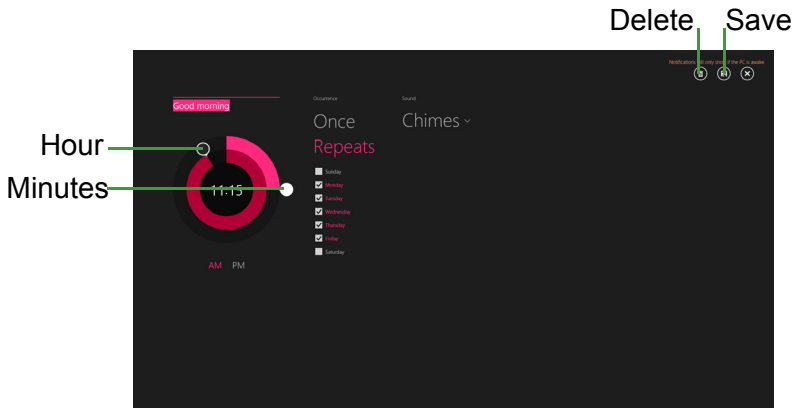 Delete Save
Notifications will only show if the PC is awake.
Good morning
Occurrence
Sound
Once
Chimes
Repeats
Hour
Minutes
11:15
Sunday
Monday
Tuesday
Wednesday
Thursday
Friday
Saturday
AM PM